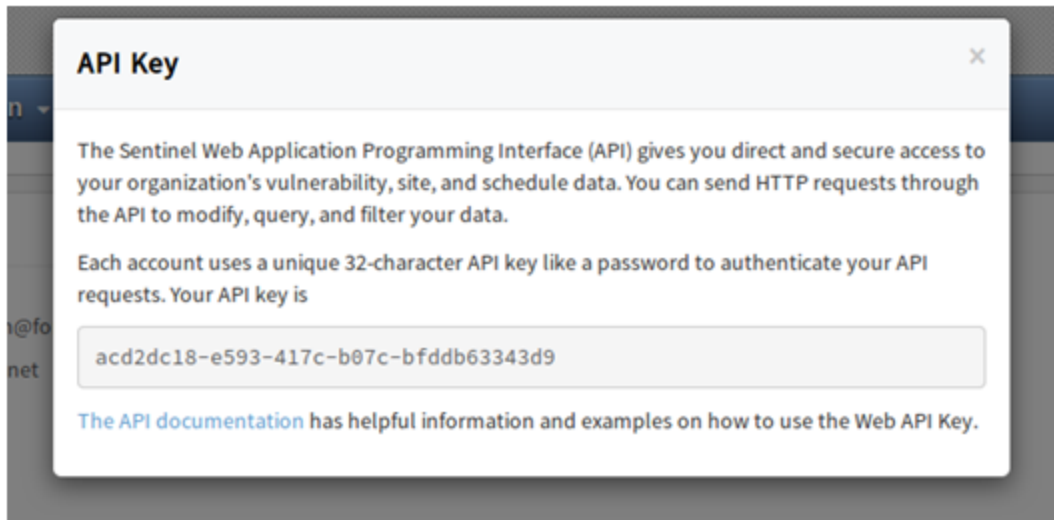 API Key
×
n
The Sentinel Web Application Programming Interface (API) gives you direct and secure access to
your organization's vulnerability, site, and schedule data. You can send HTTP requests through
the API to modify, query, and filter your data.
Each account uses a unique 32-character API key like a password to authenticate your API
requests. Your API key is
@fo
acd2dc18-e593-417c-b07c-bfddb63343d9
net
The API documentation has helpful information and examples on how to use the Web API Key.